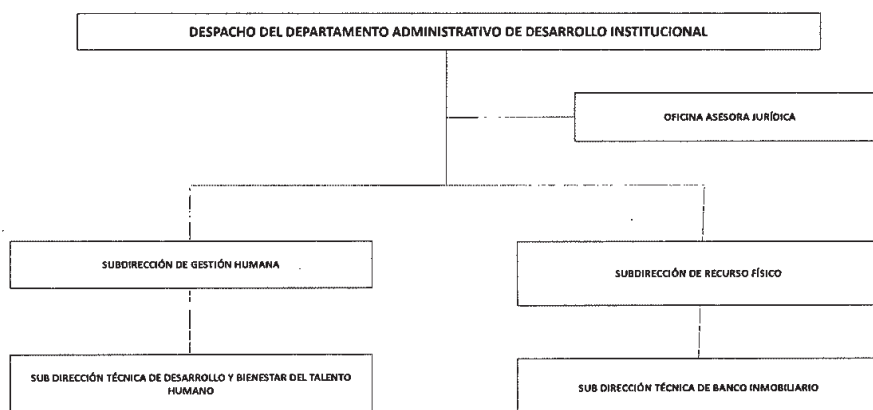 DESPACHO DEL DEPARTAMENTO ADMINISTRATIVO DE DESARROLLO INSTITUCIONAL
OFICINA ASESORA JURÍDICA
SUBDIRECCIÓN DE GESTIÓN HUMANA
SUBDIRECCIÓN DE RECURSO FÍSICO
SUB DIRECCIÓN TÉCNICA DE DESARROLLO Y BIENESTAR DEL TALENTO
HUMANO
SUB DIRECCIÓN TÉCNICA DE BANCO INMOBILIARIO